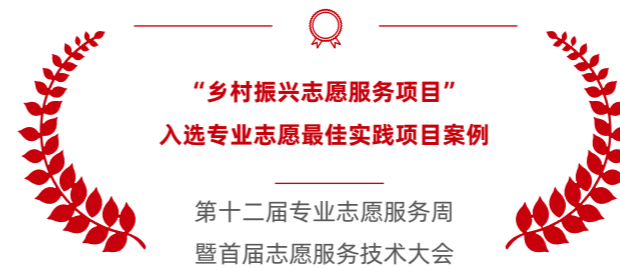 “乡村振兴志愿服务项目”
入选专业志愿最佳实践项目案例
第十二届专业志愿服务周
暨首届志愿服务技术大会